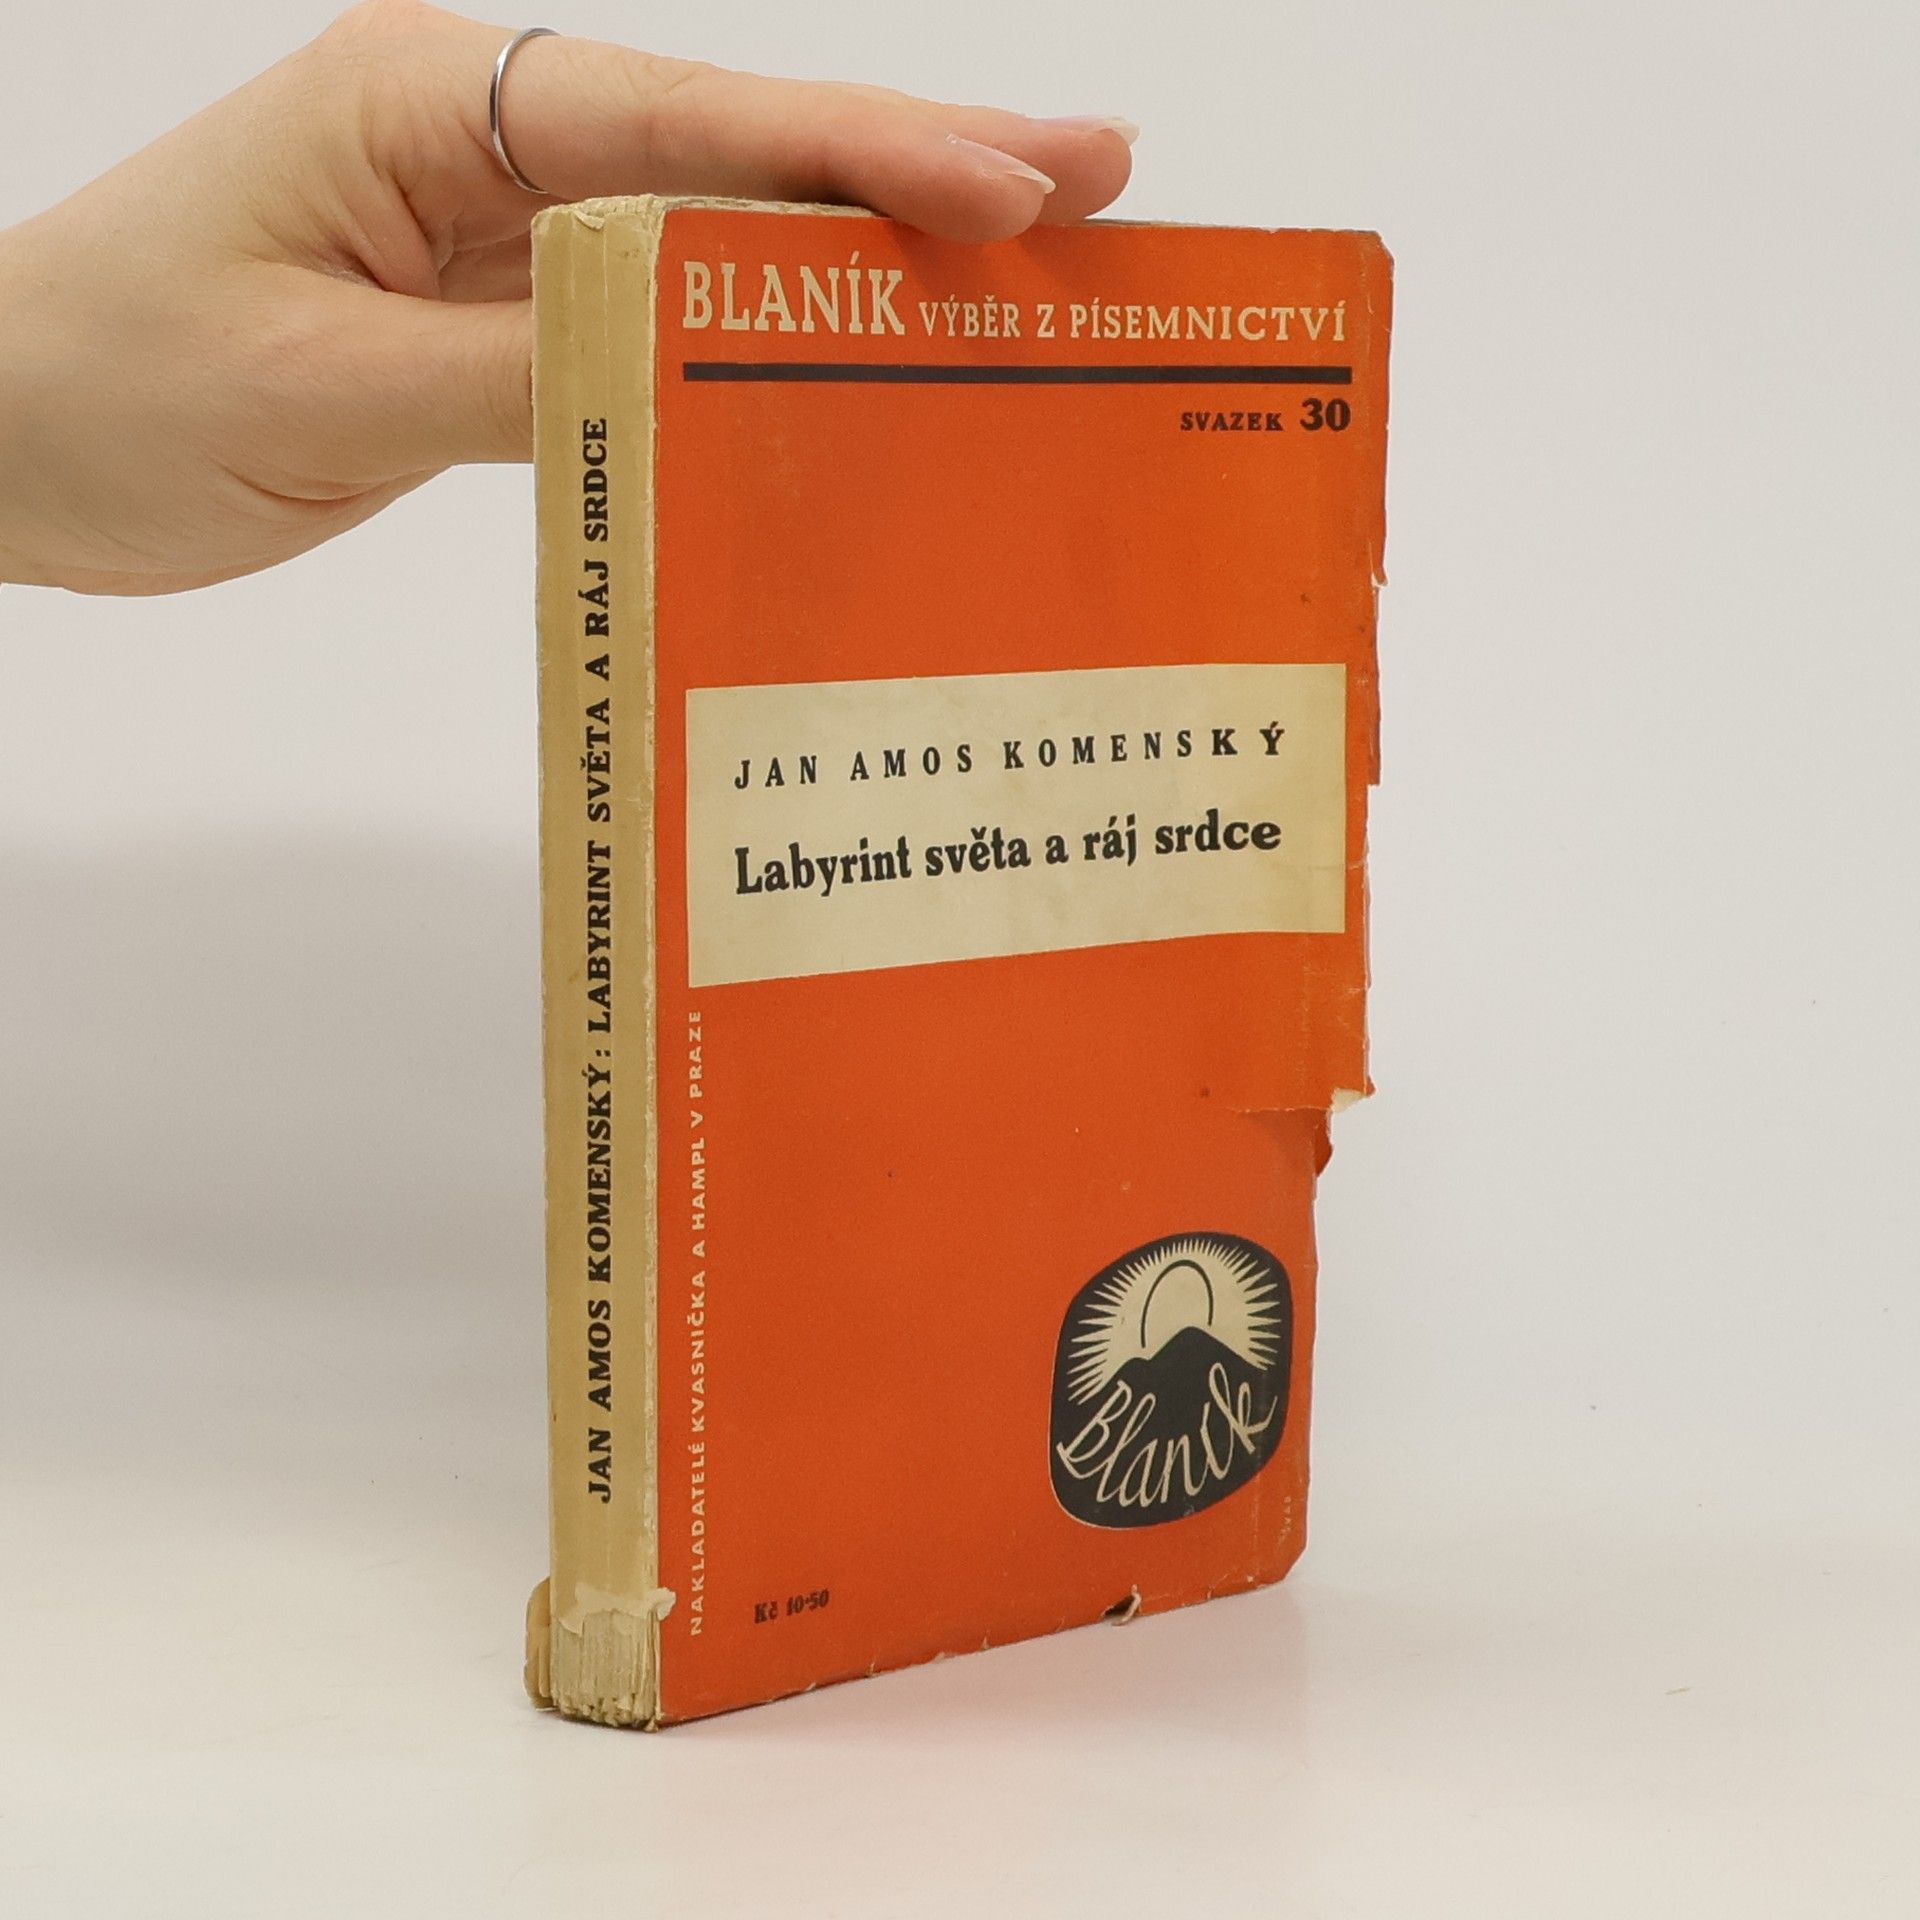 BLANÍK VÝBĚR Z PÍSEMNICTVÍ
SVAZEK 30
JAN AMOS KOMENSKÝ
Labyrint světa a ráj srdce
NAKLADATELÉ KVASNIČKA A HAMPL V PRAZE
Blaník
Kč 10·50
JAN AMOS KOMENSKÝ: LABYRINT SVĚTA A RÁJ SRDCE